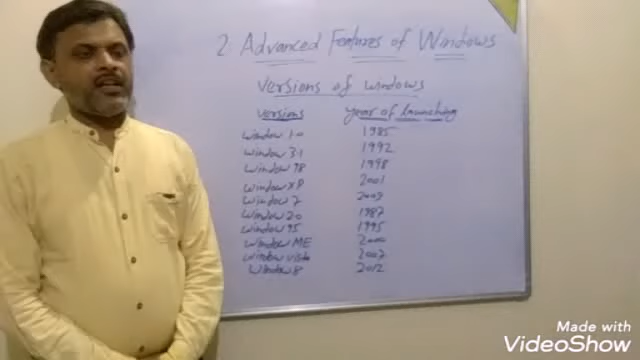 2 Advanced Features of Windows
Versions of windows
versions year of launching
window 1.0 1985
window 3.1 1992
window 98 1998
window XP 2001
window 7 2009
window 2.0 1987
window 95 1995
window ME 2000
window vista 2007
window 8 2012
Made with
VideoShow